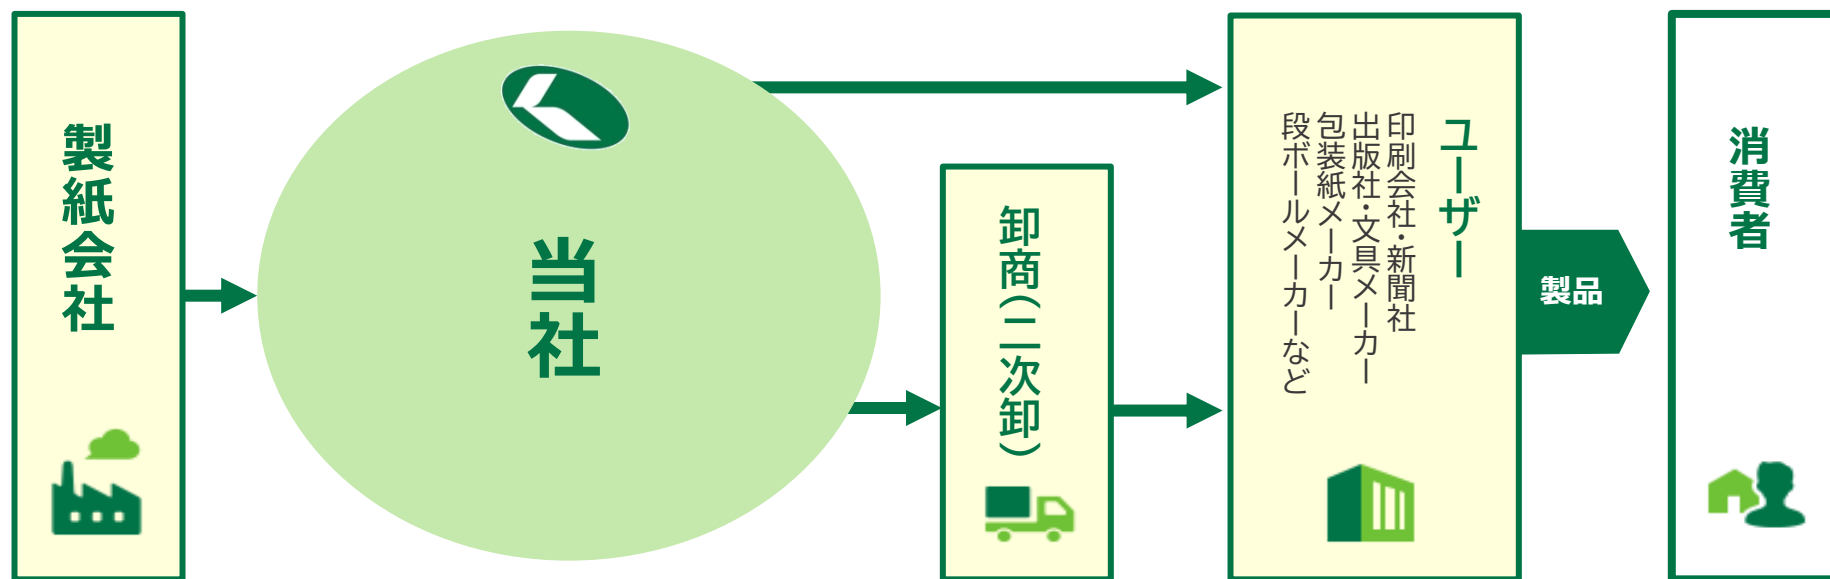 製紙会社
当社
卸商(二次卸)
ユーザー
印刷会社・新聞社
出版社・文具メーカー
包装紙メーカー
段ボールメーカーなど
製品
消費者